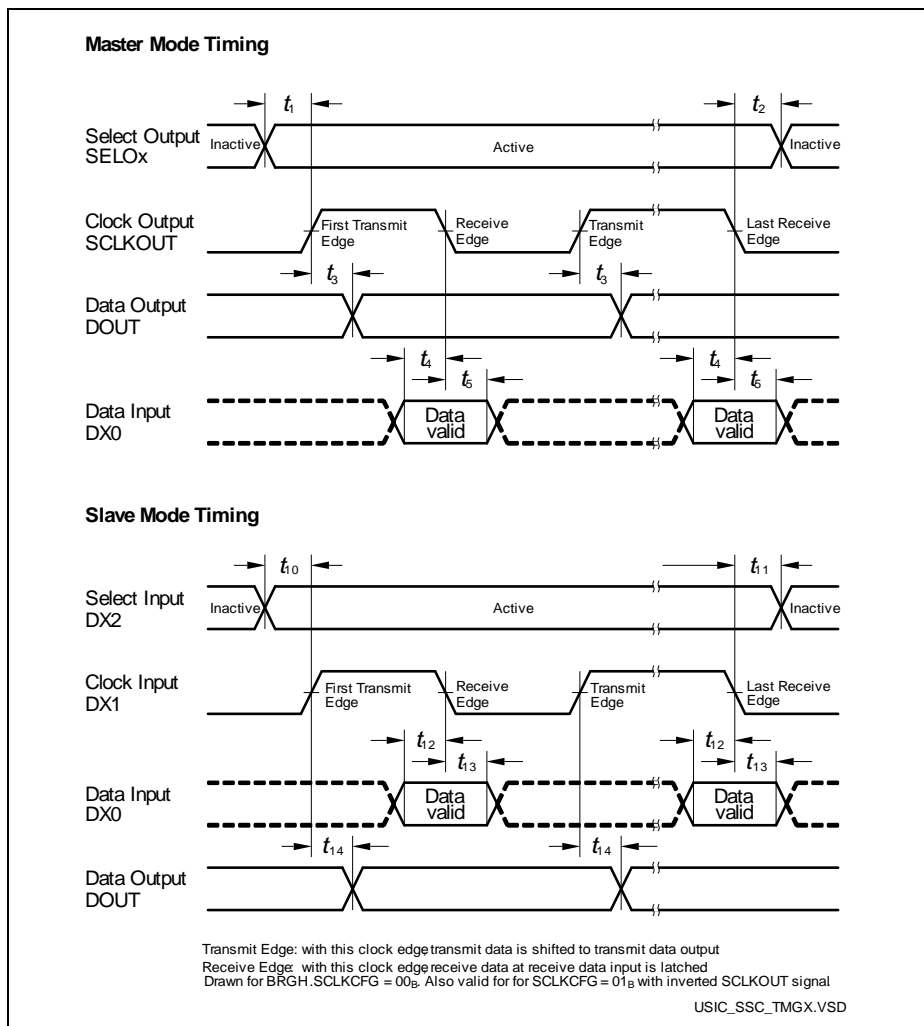 Master Mode Timing
t1
t2
Select Output
SELOx
Inactive
Active
Inactive
Clock Output
SCLKOUT
First Transmit
Edge
Receive
Edge
Transmit
Edge
Last Receive
Edge
t3
t3
Data Output
DOUT
t4
t5
t4
t5
Data Input
DX0
Data
valid
Data
valid
Slave Mode Timing
t10
t11
Select Input
DX2
Inactive
Active
Inactive
Clock Input
DX1
First Transmit
Edge
Receive
Edge
Transmit
Edge
Last Receive
Edge
t12
t13
t12
t13
Data Input
DX0
Data
valid
Data
valid
t14
t14
Data Output
DOUT
Transmit Edge: with this clock edge, transmit data is shifted to transmit data output
Receive Edge: with this clock edge, receive data at receive data input is latched
Drawn for BRGH.SCLKCFG = 00B. Also valid for for SCLKCFG = 01B with inverted SCLKOUT signal
USIC_SSC_TMGX.VSD